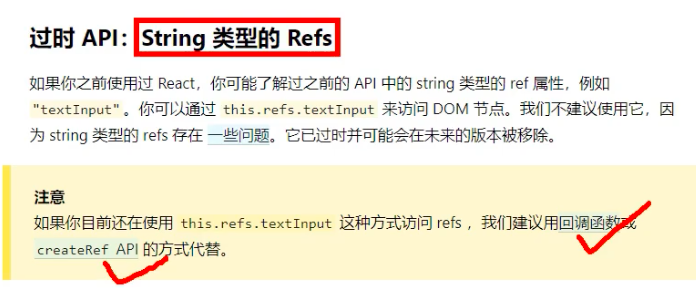 过时 API：String 类型的 Refs
如果你之前使用过 React，你可能了解过之前的 API 中的 string 类型的 ref 属性，例如
"textInput"。你可以通过 this.refs.textInput 来访问 DOM 节点。我们不建议使用它，因
为 string 类型的 refs 存在 一些问题。它已过时并可能会在未来的版本被移除。
注意
如果你目前还在使用 this.refs.textInput 这种方式访问 refs ，我们建议用回调函数或
createRef API 的方式代替。